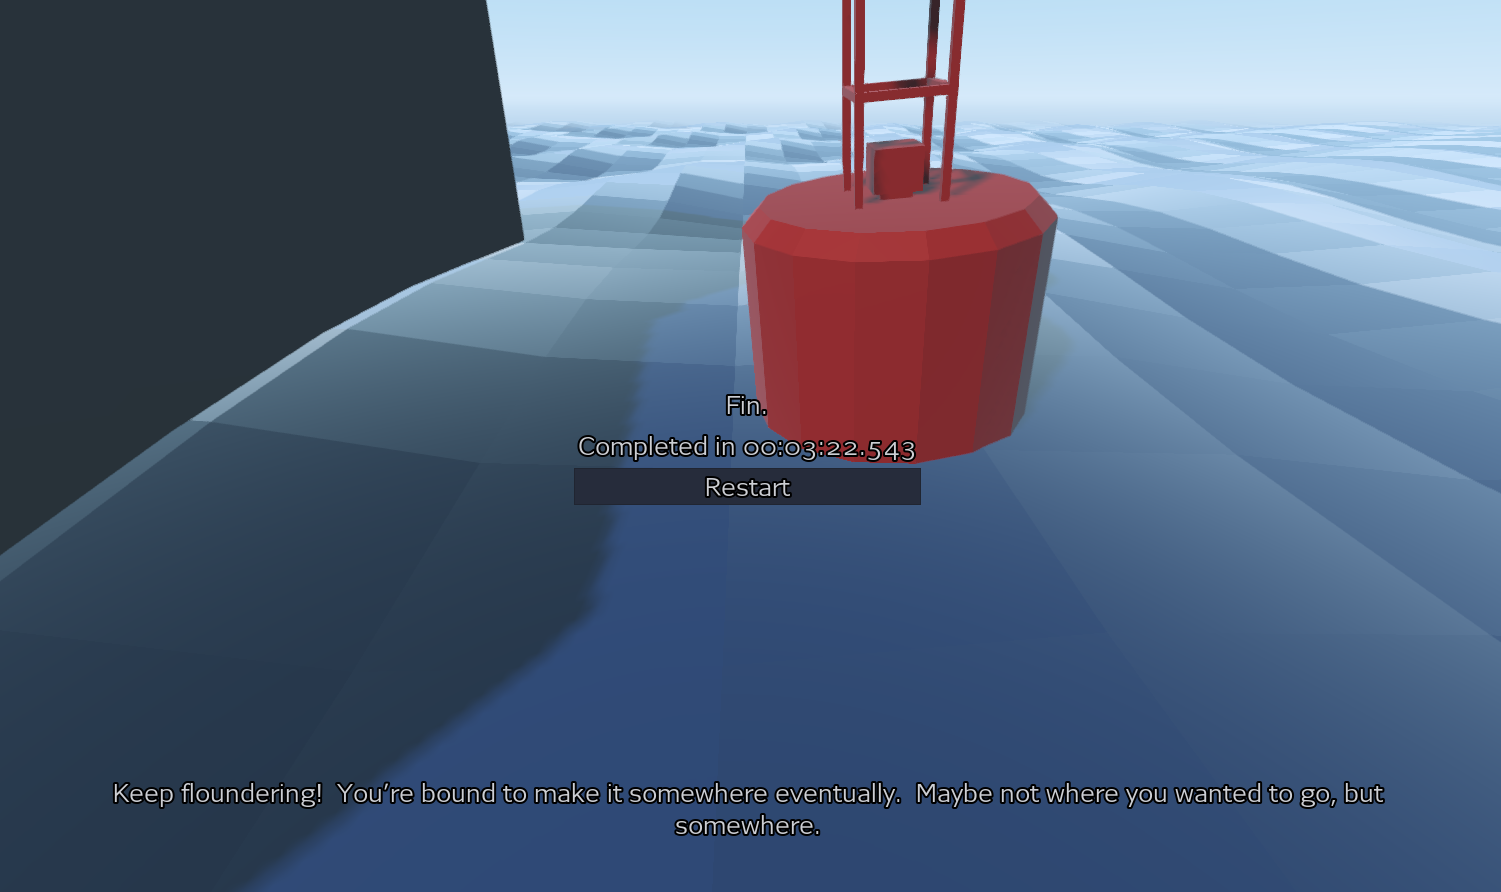 Fin.
Completed in 00:03:22.543
Restart
Keep floundering!  You're bound to make it somewhere eventually.  Maybe not where you wanted to go, but
somewhere.